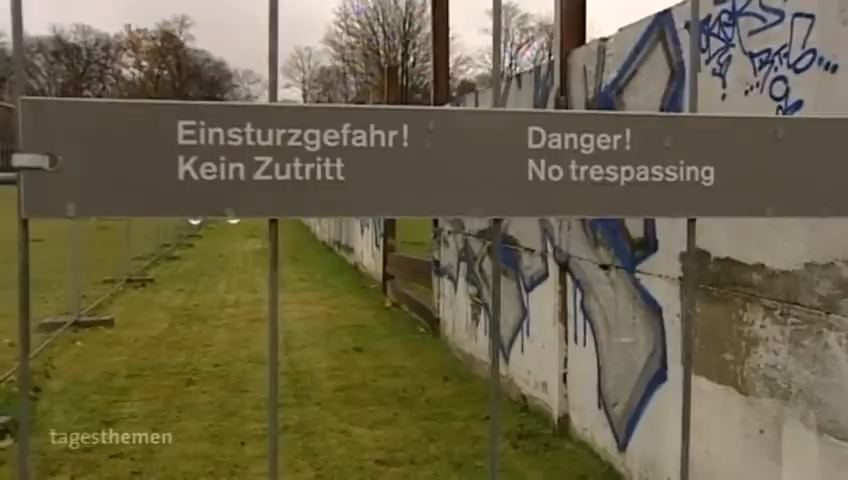 Einsturzgefahr!
Kein Zutritt
Danger!
No trespassing
tagesthemen